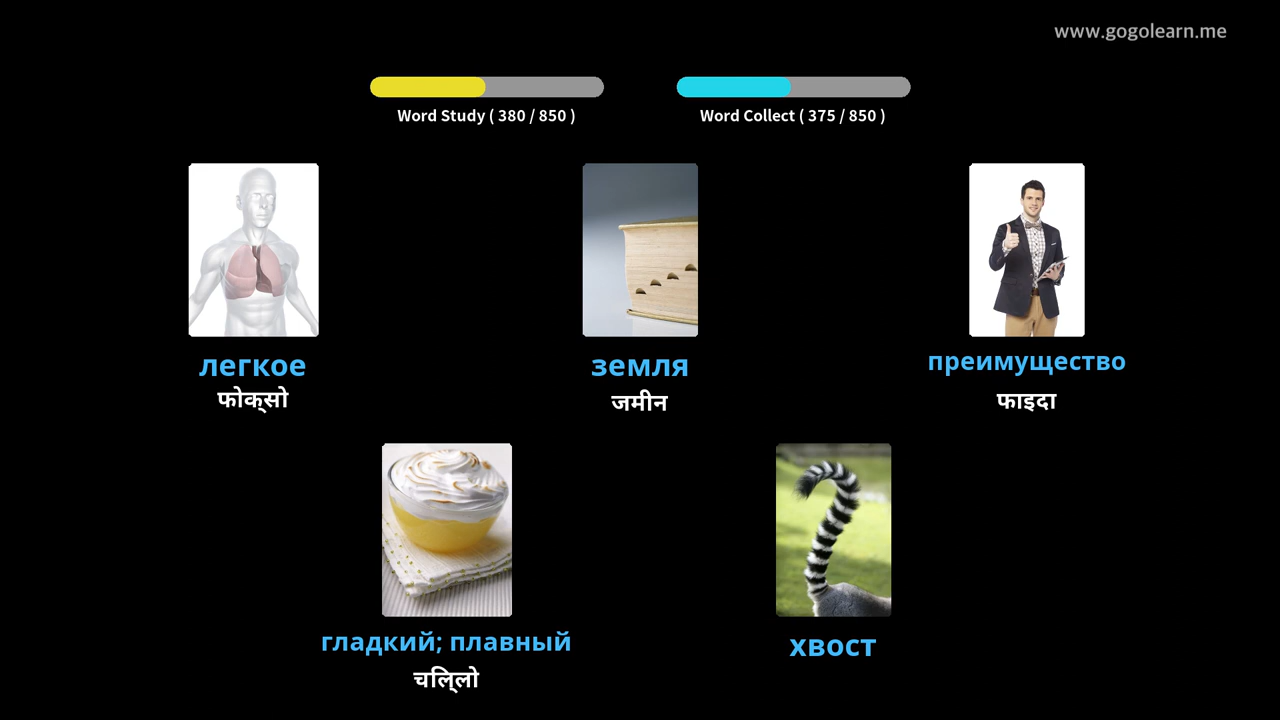 www.gogolearn.me
Word Study ( 380 / 850 )
Word Collect ( 375 / 850 )
легкое
फोक्‍सो
земля
जमीन
преимущество
फाइदा
гладкий; плавный
चिल्‍लो
хвост